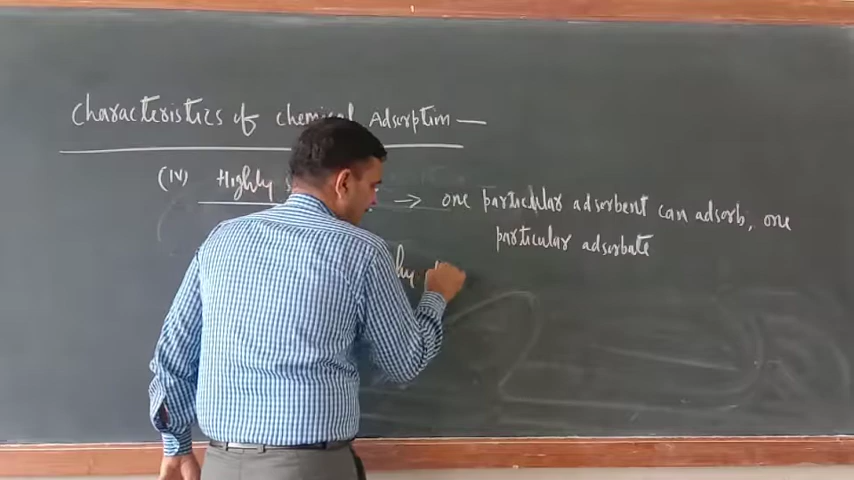 Characteristics of chemical Adsorption —
(iv) Highly → one particular adsorbent can adsorb, one
particular adsorbate